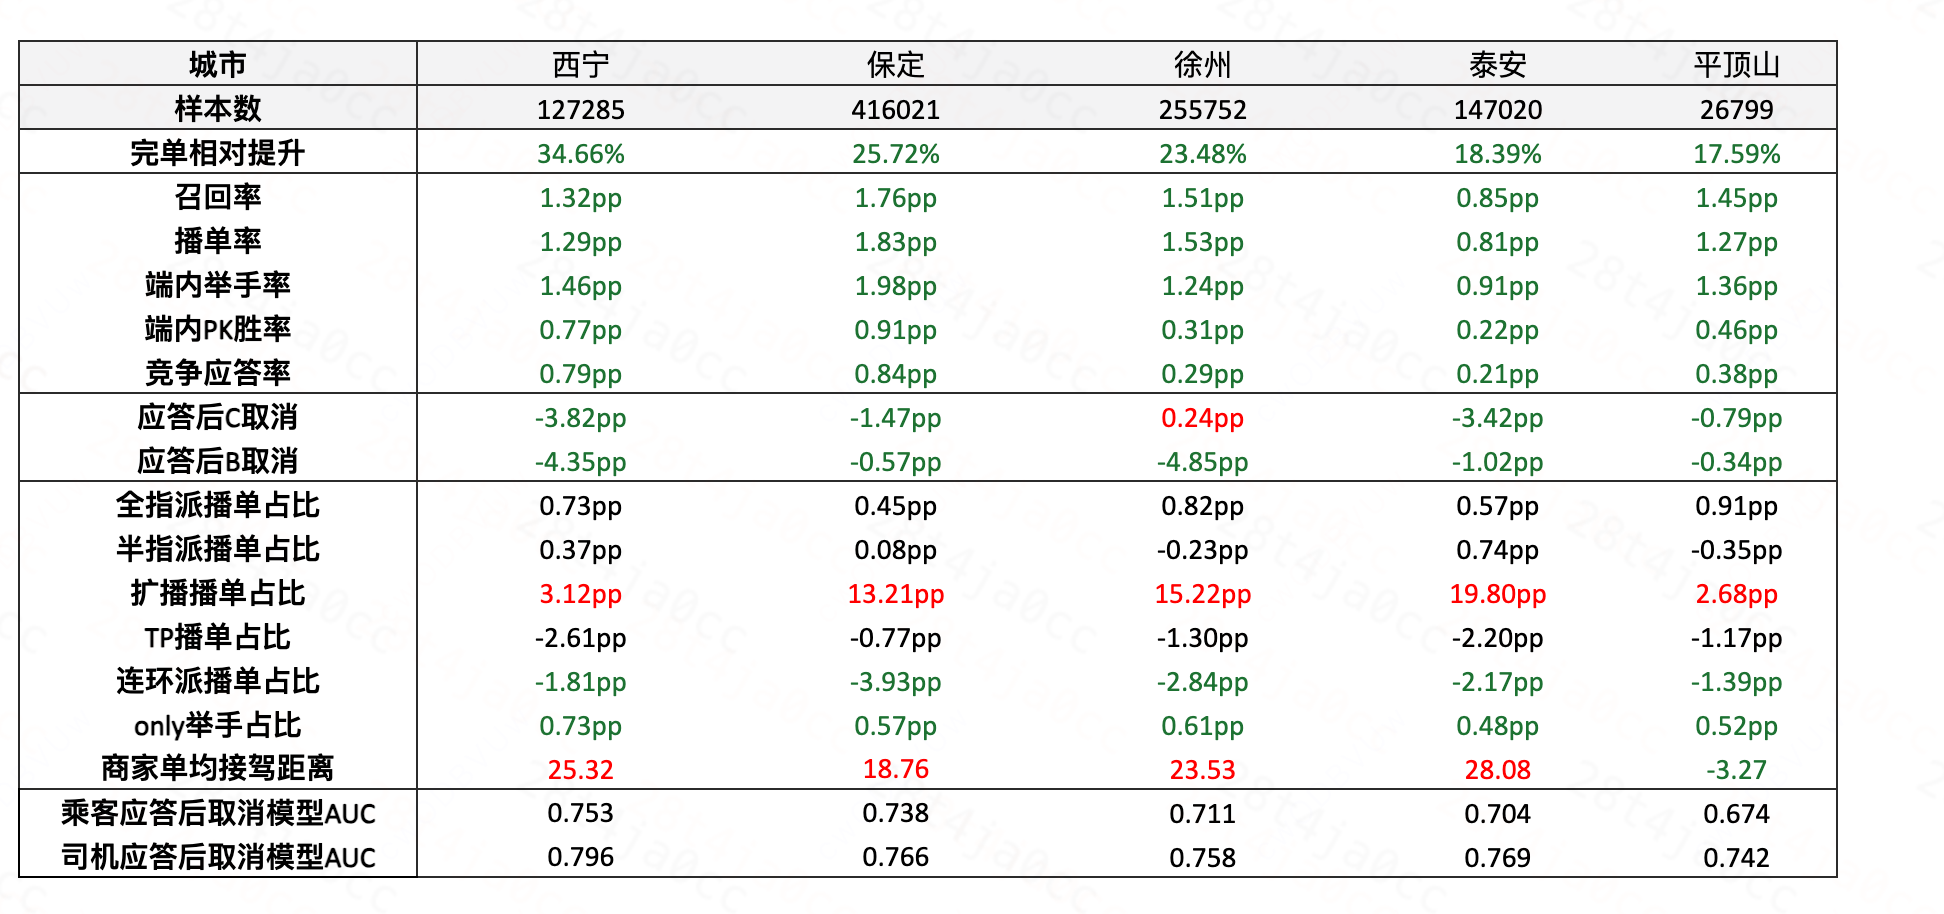 城市 西宁 保定 徐州 泰安 平顶山
样本数 127285 416021 255752 147020 26799
完单相对提升 34.66% 25.72% 23.48% 18.39% 17.59%
召回率 1.32pp 1.76pp 1.51pp 0.85pp 1.45pp
播单率 1.29pp 1.83pp 1.53pp 0.81pp 1.27pp
端内举手率 1.46pp 1.98pp 1.24pp 0.91pp 1.36pp
端内PK胜率 0.77pp 0.91pp 0.31pp 0.22pp 0.46pp
竞争应答率 0.79pp 0.84pp 0.29pp 0.21pp 0.38pp
应答后C取消 -3.82pp -1.47pp 0.24pp -3.42pp -0.79pp
应答后B取消 -4.35pp -0.57pp -4.85pp -1.02pp -0.34pp
全指派播单占比 0.73pp 0.45pp 0.82pp 0.57pp 0.91pp
半指派播单占比 0.37pp 0.08pp -0.23pp 0.74pp -0.35pp
扩播播单占比 3.12pp 13.21pp 15.22pp 19.80pp 2.68pp
TP播单占比 -2.61pp -0.77pp -1.30pp -2.20pp -1.17pp
连环派播单占比 -1.81pp -3.93pp -2.84pp -2.17pp -1.39pp
only举手占比 0.73pp 0.57pp 0.61pp 0.48pp 0.52pp
商家单均接驾距离 25.32 18.76 23.53 28.08 -3.27
乘客应答后取消模型AUC 0.753 0.738 0.711 0.704 0.674
司机应答后取消模型AUC 0.796 0.766 0.758 0.769 0.742